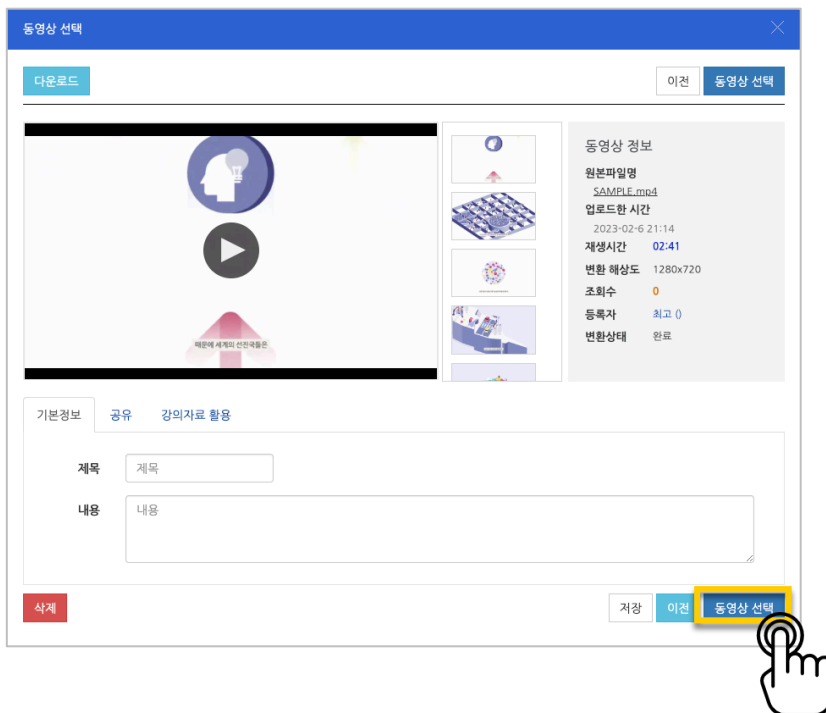 동영상 선택
다운로드
이전
동영상 선택
때문에 세계의 선진국들은
동영상 정보
원본파일명
SAMPLE.mp4
업로드한 시간
2023-02-6 21:14
재생시간 02:41
변환 해상도 1280x720
조회수 0
등록자 최고 ()
변환상태 완료
기본정보 공유 강의자료 활용
제목 제목
내용 내용
삭제
저장
이전
동영상 선택